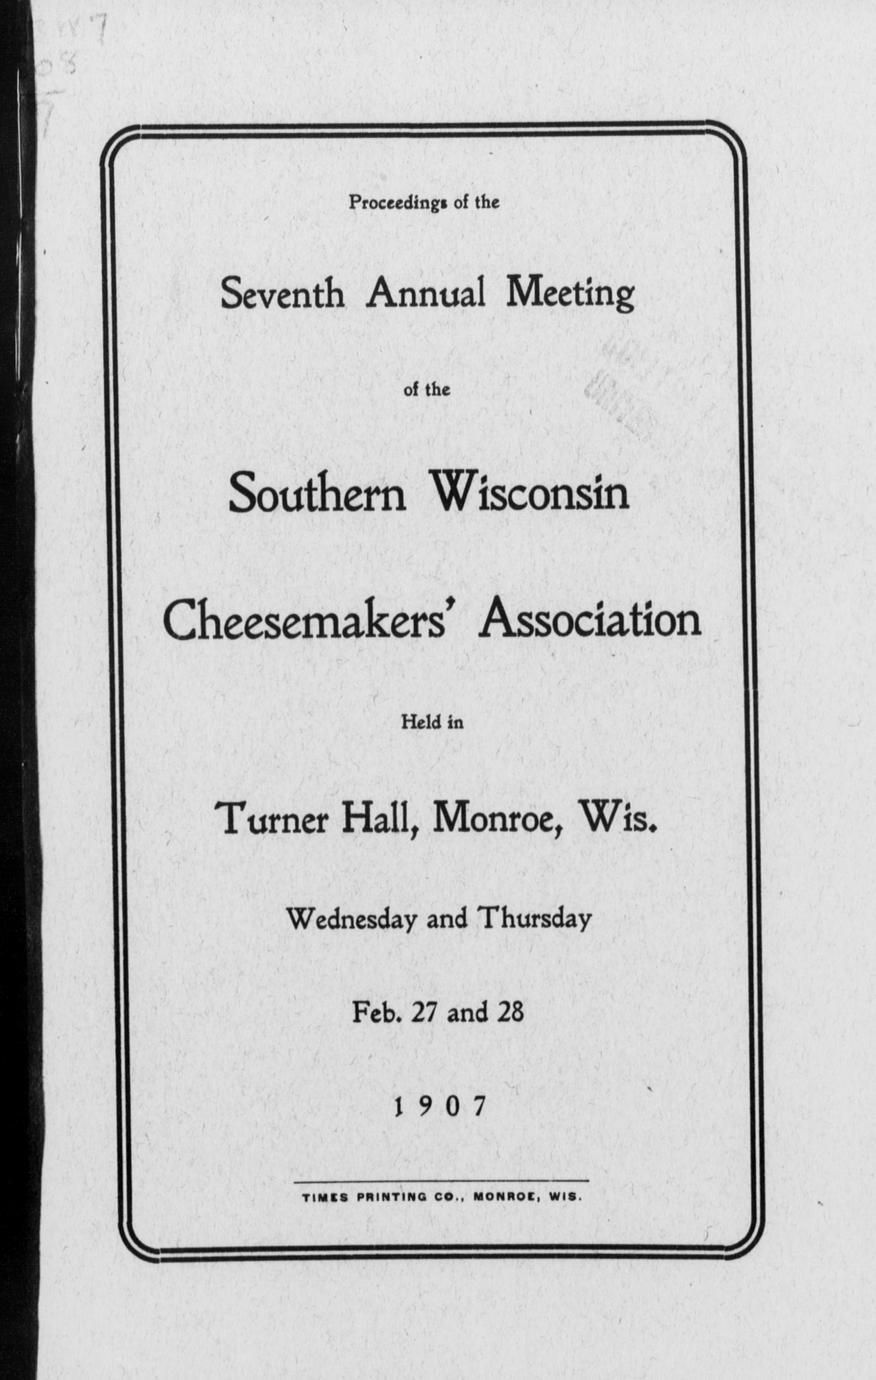 Proceedings of the
Seventh Annual Meeting
of the
Southern Wisconsin
Cheesemakers' Association
Held in
Turner Hall, Monroe, Wis.
Wednesday and Thursday
Feb. 27 and 28
1907
TIMES PRINTING CO., MONROE, WIS.